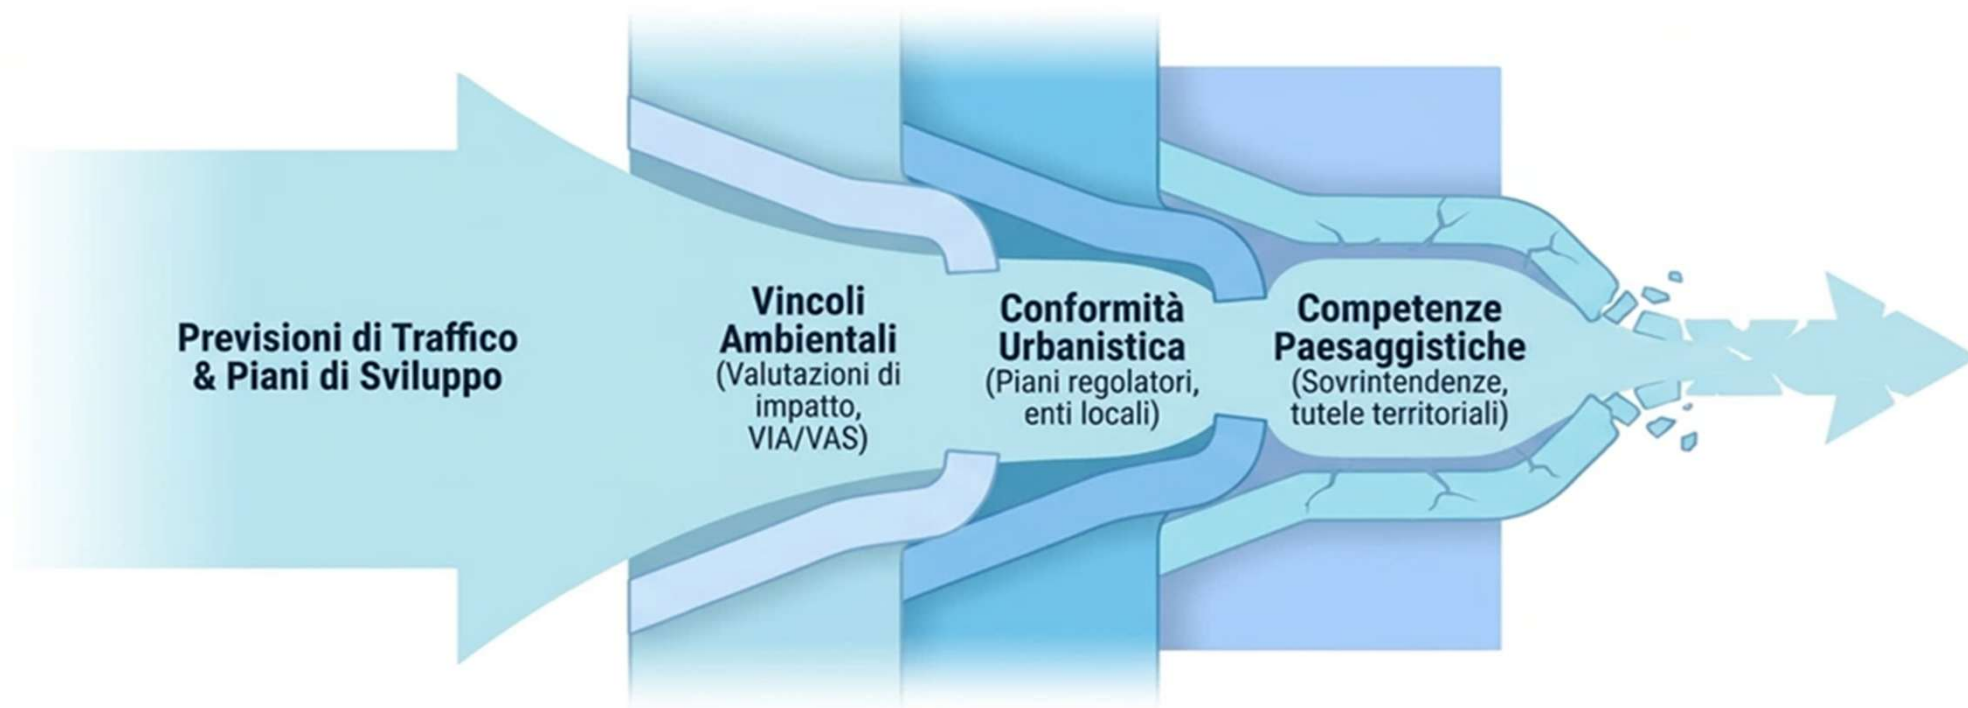 Previsioni di Traffico
& Piani di Sviluppo
Vincoli
Ambientali
(Valutazioni di
impatto,
VIA/VAS)
Conformità
Urbanistica
(Piani regolatori,
enti locali)
Competenze
Paesaggistiche
(Sovrintendenze,
tutele territoriali)